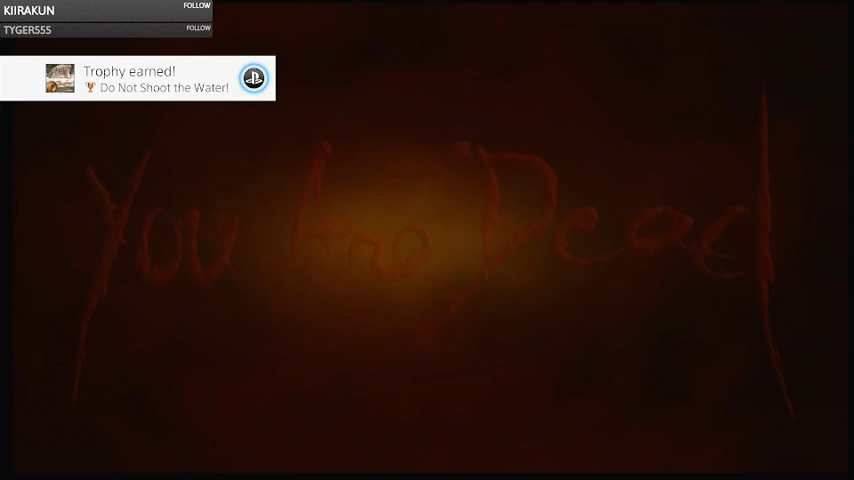 KIIRAKUN FOLLOW
TYGER555 FOLLOW
Trophy earned!
Do Not Shoot the Water!
You Are Dead